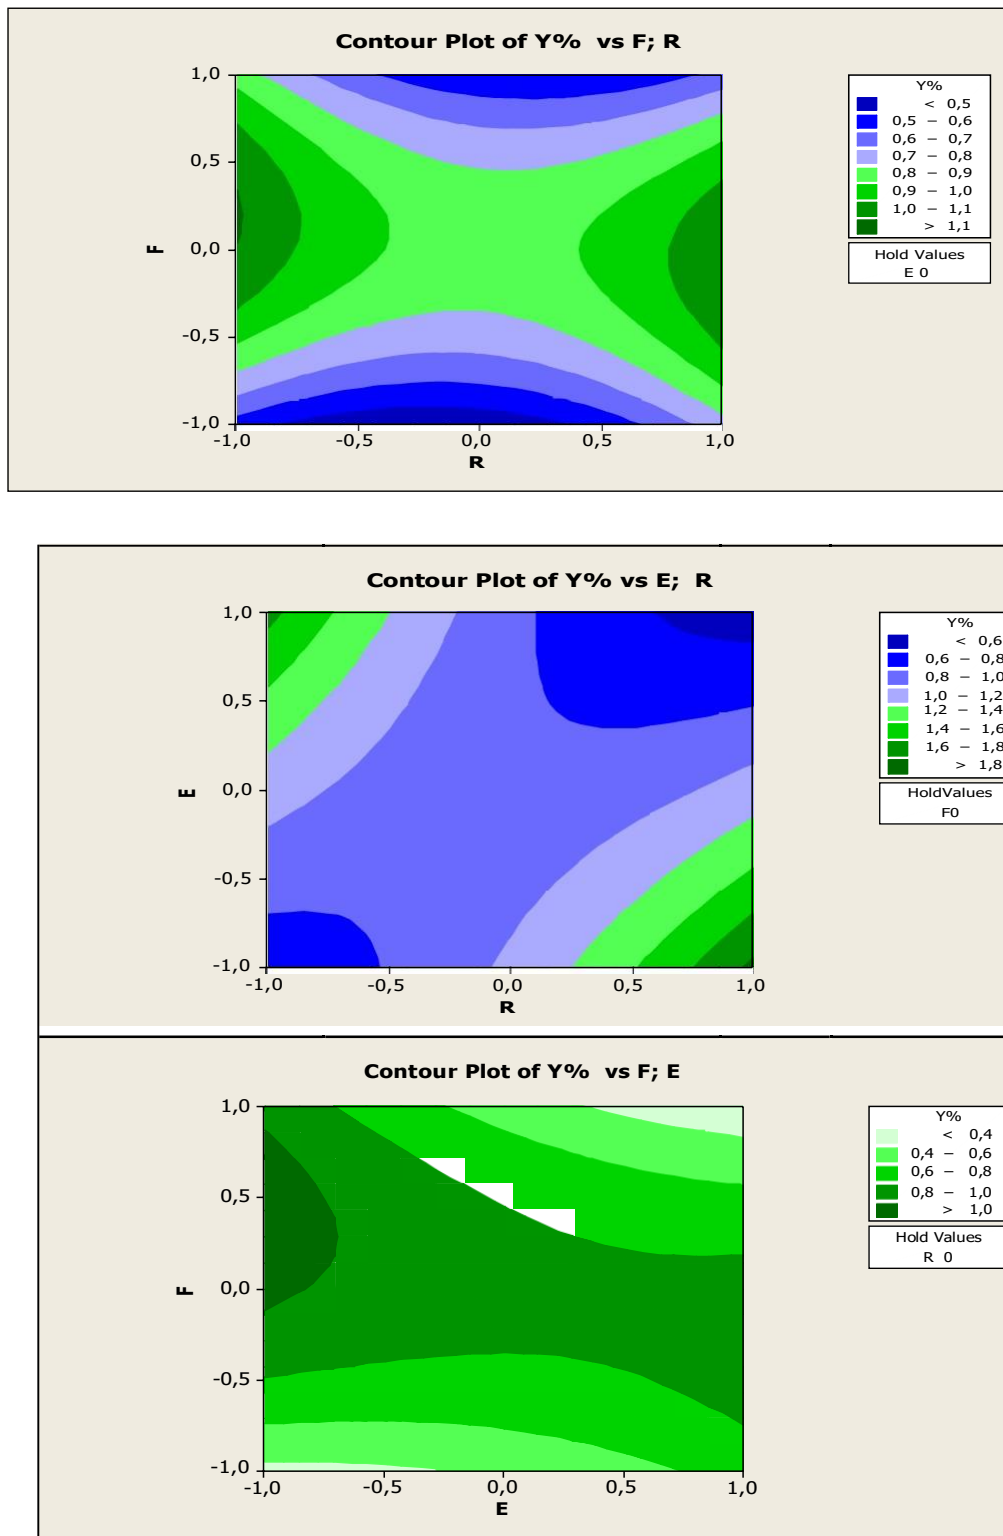 Contour Plot of Y% vs F; R
1,0
0,5
0,0
-0,5
-1,0
F
-1,0 -0,5 0,0 0,5 1,0
R
Y%
< 0,5
0,5 – 0,6
0,6 – 0,7
0,7 – 0,8
0,8 – 0,9
0,9 – 1,0
1,0 – 1,1
> 1,1
Hold Values
E 0
Contour Plot of Y% vs E; R
1,0
0,5
0,0
-0,5
-1,0
E
-1,0 -0,5 0,0 0,5 1,0
R
Y%
< 0,6
0,6 – 0,8
0,8 – 1,0
1,0 – 1,2
1,2 – 1,4
1,4 – 1,6
1,6 – 1,8
> 1,8
HoldValues
F0
Contour Plot of Y% vs F; E
1,0
0,5
0,0
-0,5
-1,0
F
-1,0 -0,5 0,0 0,5 1,0
E
Y%
< 0,4
0,4 – 0,6
0,6 – 0,8
0,8 – 1,0
> 1,0
Hold Values
R 0